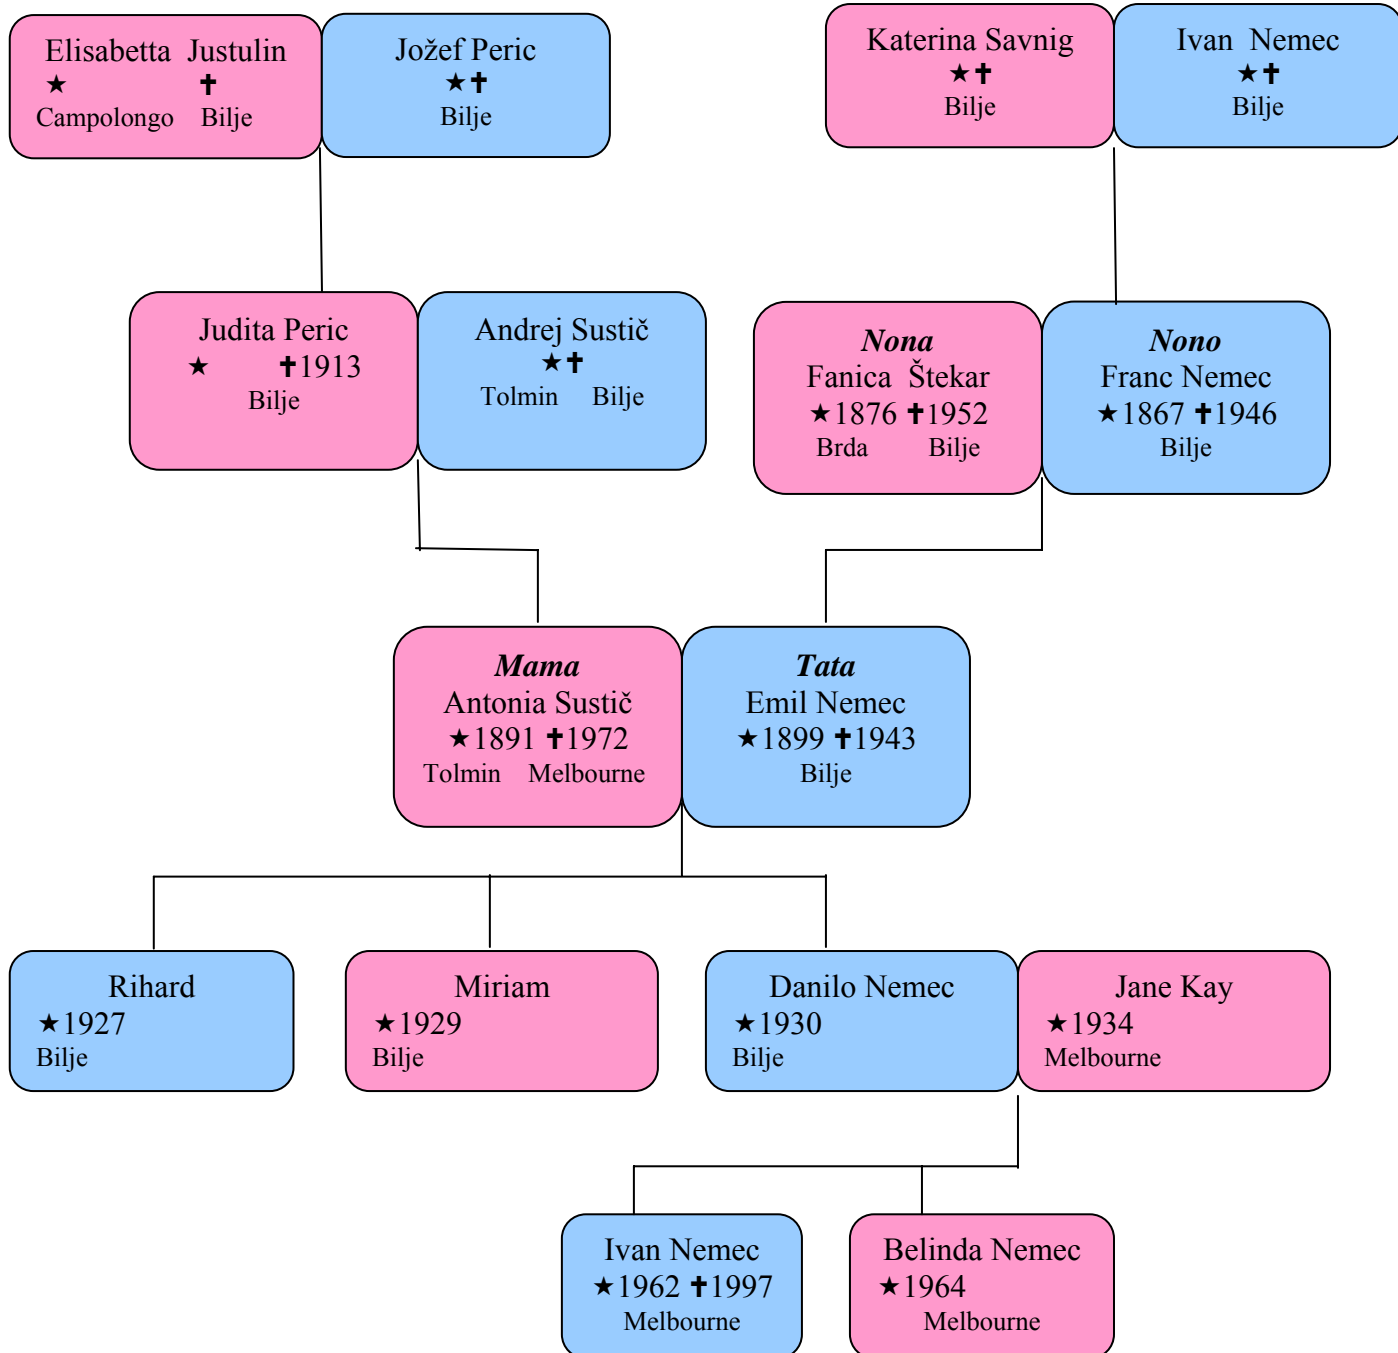 Elisabetta Justulin
★ ✝
Campolongo Bilje
Jožef Peric
★✝
Bilje
Katerina Savnig
★✝
Bilje
Ivan Nemec
★✝
Bilje
Judita Peric
★ ✝1913
Bilje
Andrej Sustič
★✝
Tolmin Bilje
Nona
Fanica Štekar
★1876 ✝1952
Brda Bilje
Nono
Franc Nemec
★1867 ✝1946
Bilje
Mama
Antonia Sustič
★1891 ✝1972
Tolmin Melbourne
Tata
Emil Nemec
★1899 ✝1943
Bilje
Rihard
★1927
Bilje
Miriam
★1929
Bilje
Danilo Nemec
★1930
Bilje
Jane Kay
★1934
Melbourne
Ivan Nemec
★1962 ✝1997
Melbourne
Belinda Nemec
★1964
Melbourne